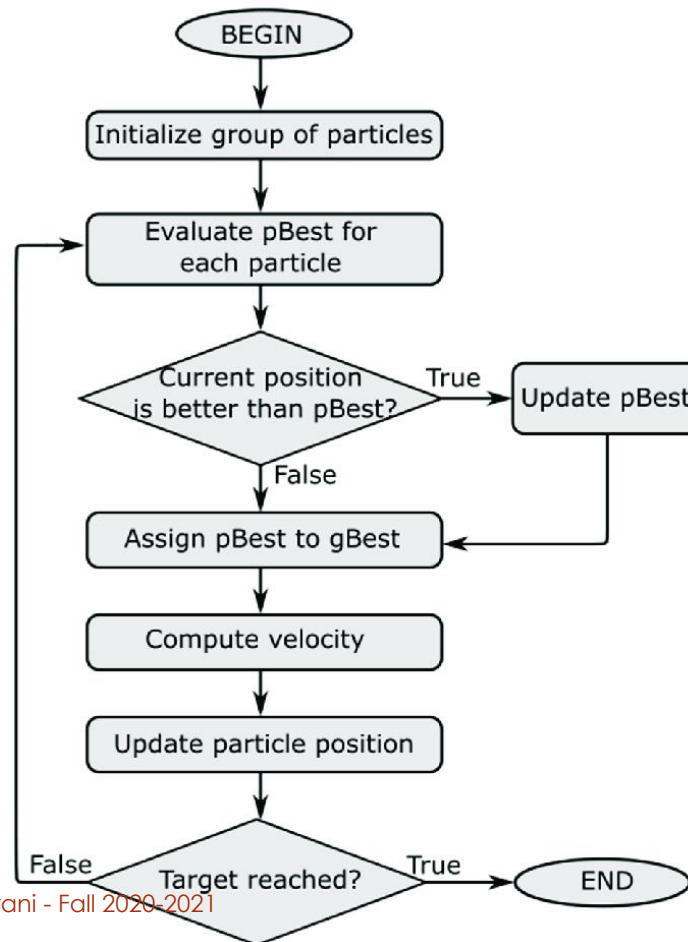 BEGIN
Initialize group of particles
Evaluate pBest for
each particle
Current position
is better than pBest?
True
Update pBest
False
Assign pBest to gBest
Compute velocity
Update particle position
False
Target reached?
True
END
ani - Fall 2020-2021